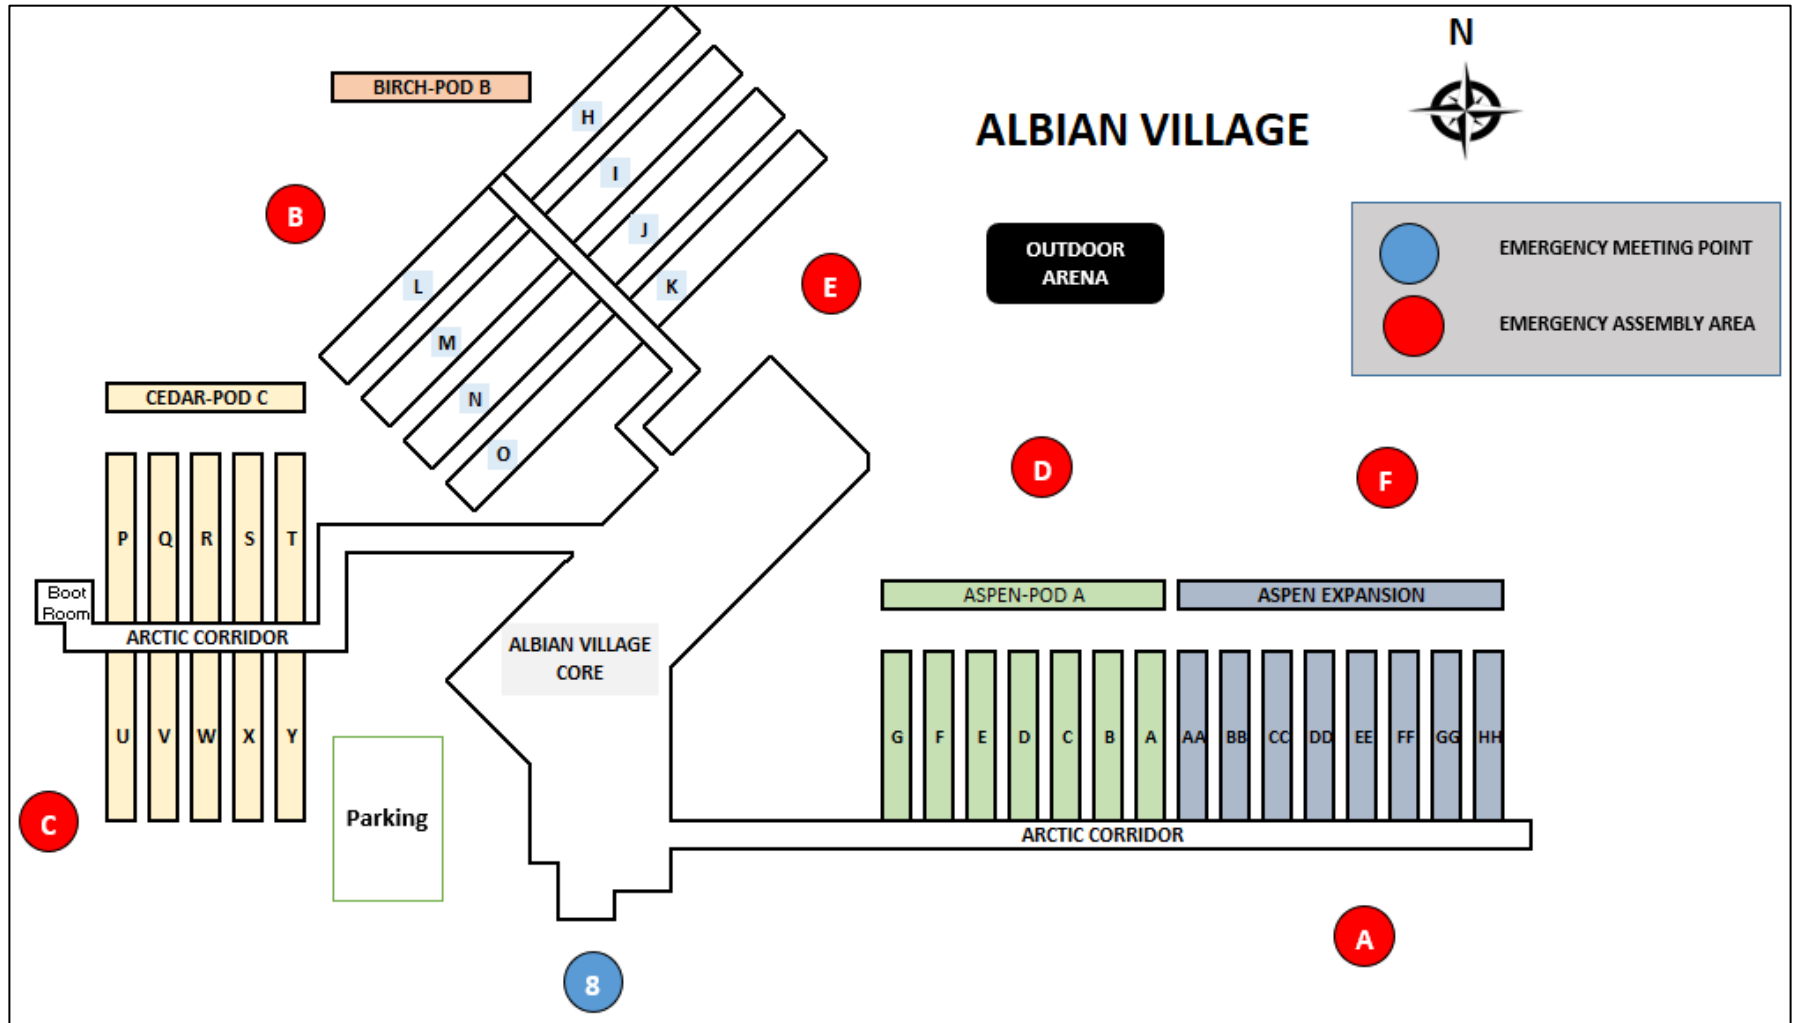 N
BIRCH-POD B
ALBIAN VILLAGE
H
I
J
K
L
M
N
O
B
E
OUTDOOR
ARENA
EMERGENCY MEETING POINT
EMERGENCY ASSEMBLY AREA
CEDAR-POD C
D
F
P Q R S T
Boot
Room
ARCTIC CORRIDOR
U V W X Y
C
Parking
ALBIAN VILLAGE
CORE
ASPEN-POD A
ASPEN EXPANSION
G F E D C B A AA BB CC DD EE FF GG HH
ARCTIC CORRIDOR
A
8